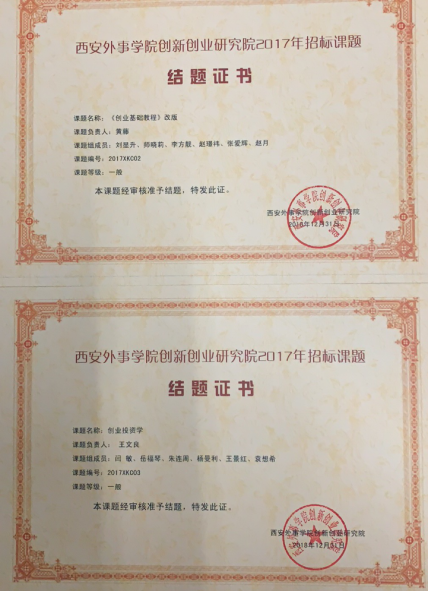 西安外事学院创新创业研究院2017年招标课题
结题证书
课题名称：《创业基础教程》改版
课题负责人：黄藤
课题组成员：刘显升、师晓莉、李方毅、赵璟祎、张爱辉、赵月
课题编号：2017XKC02
课题等级：一般
本课题经审核准予结题，特发此证。
西安外事学院创新创业研究院
2018年12月31日
西安外事学院创新创业研究院2017年招标课题
结题证书
课题名称：创业投资学
课题负责人：王文良
课题组成员：闫 敏、岳福琴、朱连周、杨曼利、王景红、袁想希
课题编号：2017XKC03
课题等级：一般
本课题经审核准予结题，特发此证。
西安外事学院创新创业研究院
2018年12月31日